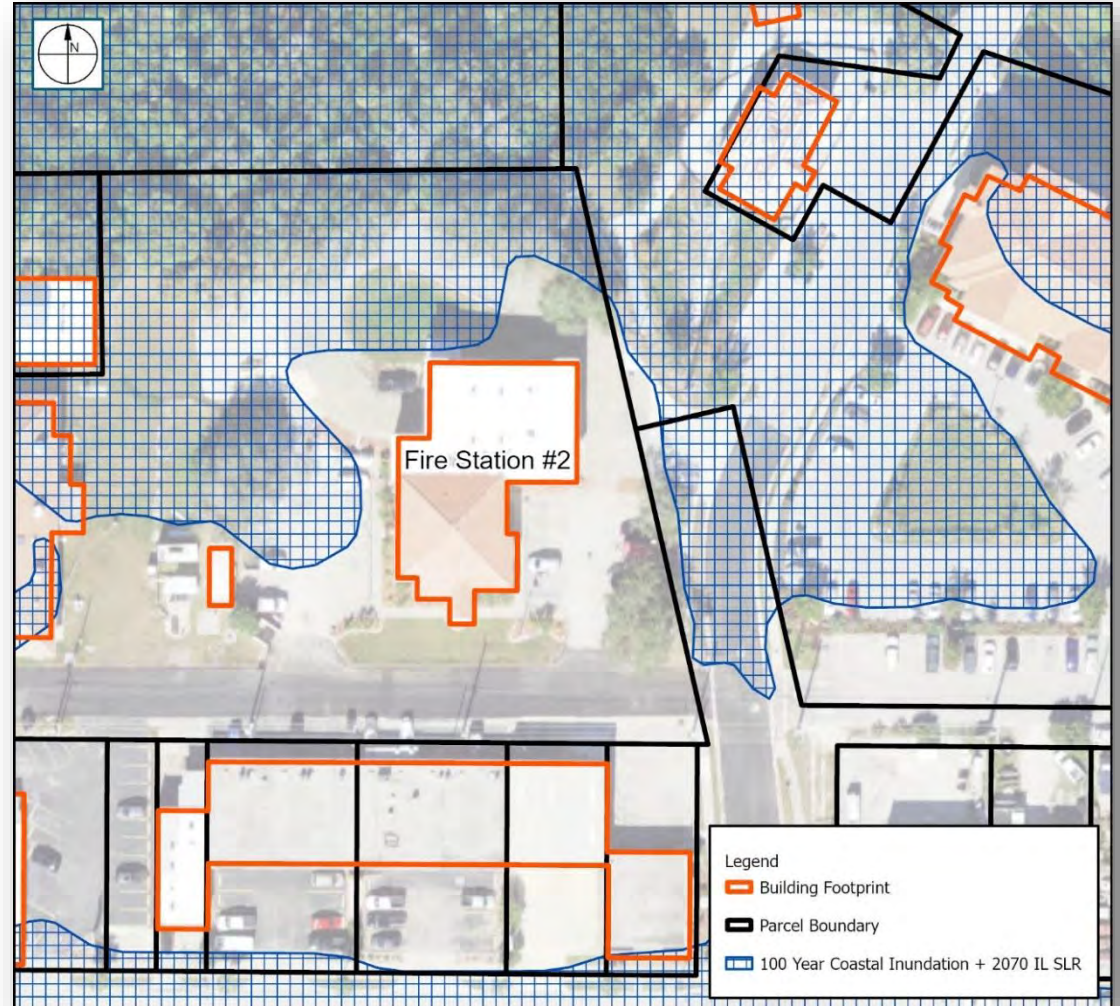 N
Fire Station #2
Legend
Building Footprint
Parcel Boundary
100 Year Coastal Inundation + 2070 IL SLR